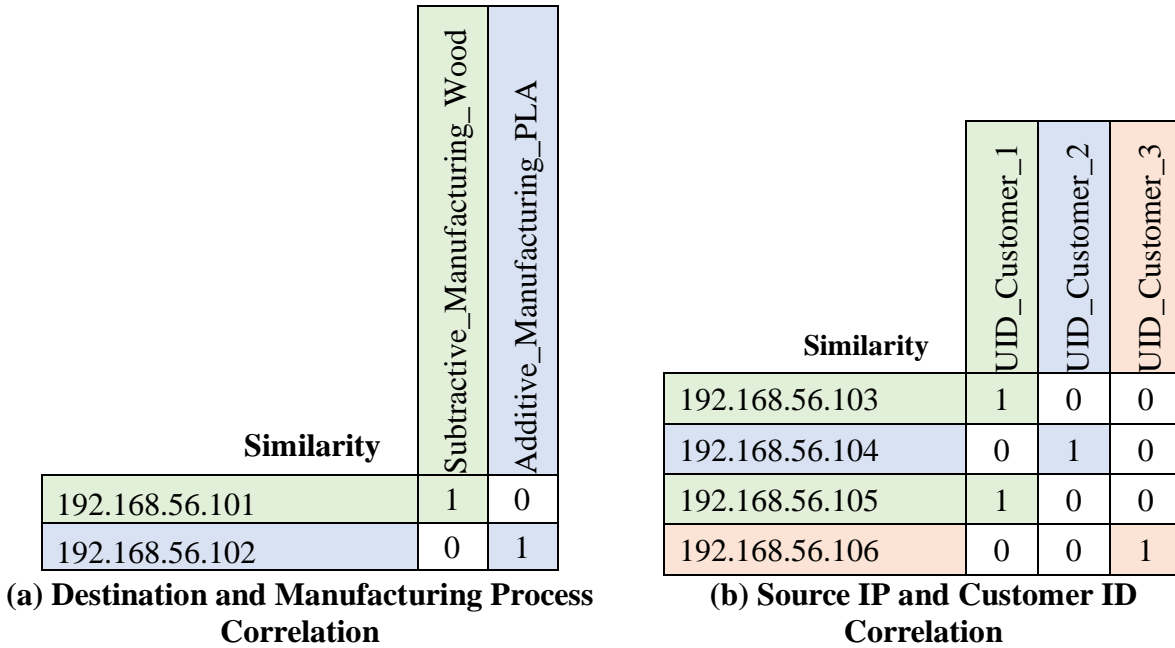 Subtractive_Manufacturing_Wood
Additive_Manufacturing_PLA
Similarity
192.168.56.101 1 0
192.168.56.102 0 1
(a) Destination and Manufacturing Process
Correlation
UID_Customer_1
UID_Customer_2
UID_Customer_3
Similarity
192.168.56.103 1 0 0
192.168.56.104 0 1 0
192.168.56.105 1 0 0
192.168.56.106 0 0 1
(b) Source IP and Customer ID
Correlation